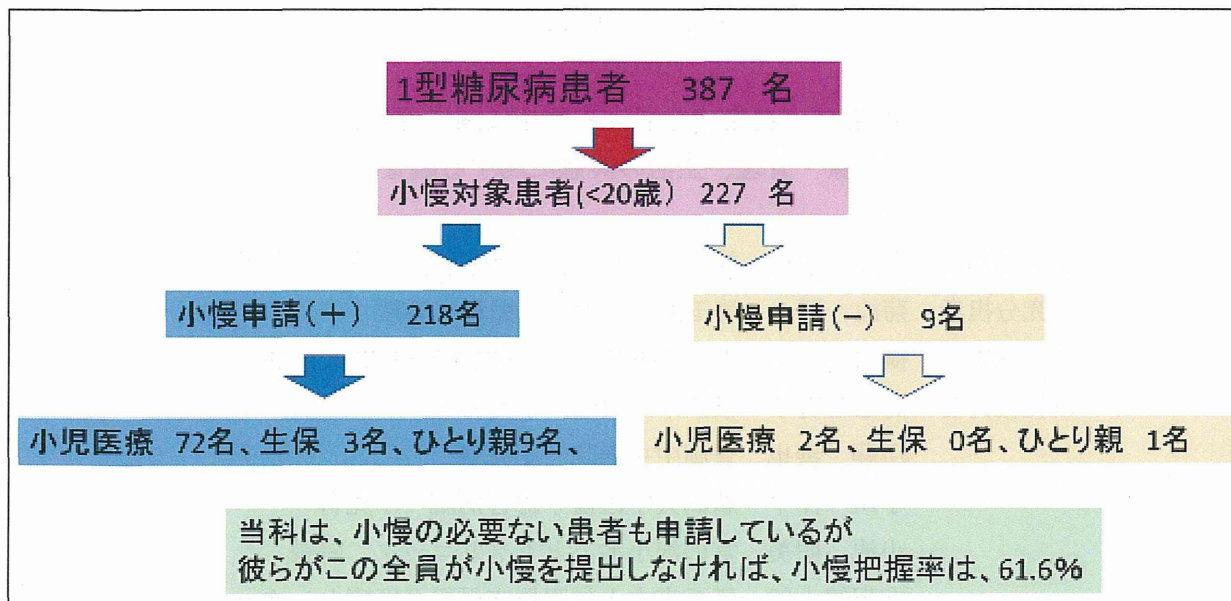 1型糖尿病患者 387 名
小慢対象患者(<20歳) 227 名
小慢申請(+) 218名
小慢申請(-) 9名
小児医療 72名、生保 3名、ひとり親9名、
小児医療 2名、生保 0名、ひとり親 1名
当科は、小慢の必要ない患者も申請しているが
彼らがこの全員が小慢を提出しなければ、小慢把握率は、61.6%